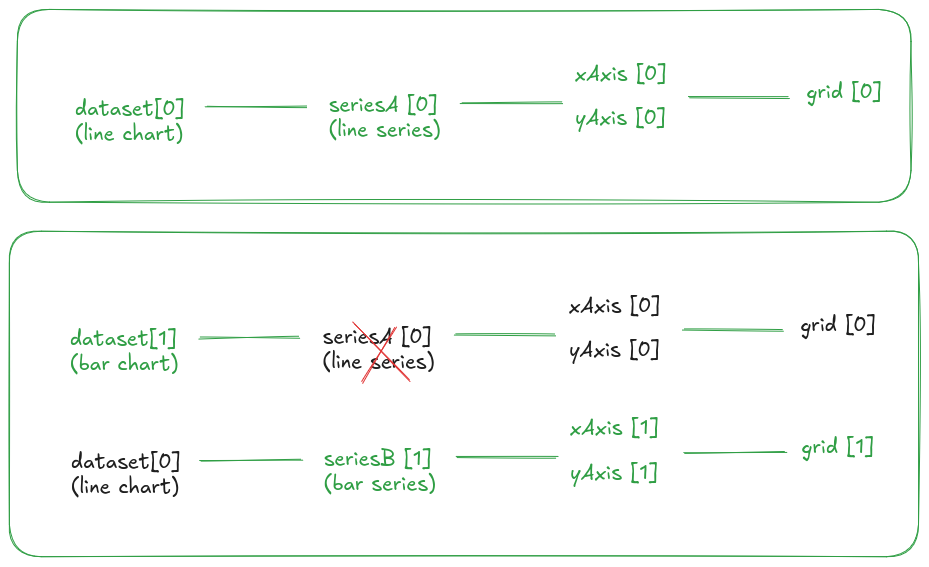 dataset[0]
(line chart)
seriesA [0]
(line series)
xAxis [0]
yAxis [0]
grid [0]
dataset[1]
(bar chart)
seriesA [0]
(line series)
xAxis [0]
yAxis [0]
grid [0]
dataset[0]
(line chart)
seriesB [1]
(bar series)
xAxis [1]
yAxis [1]
grid [1]